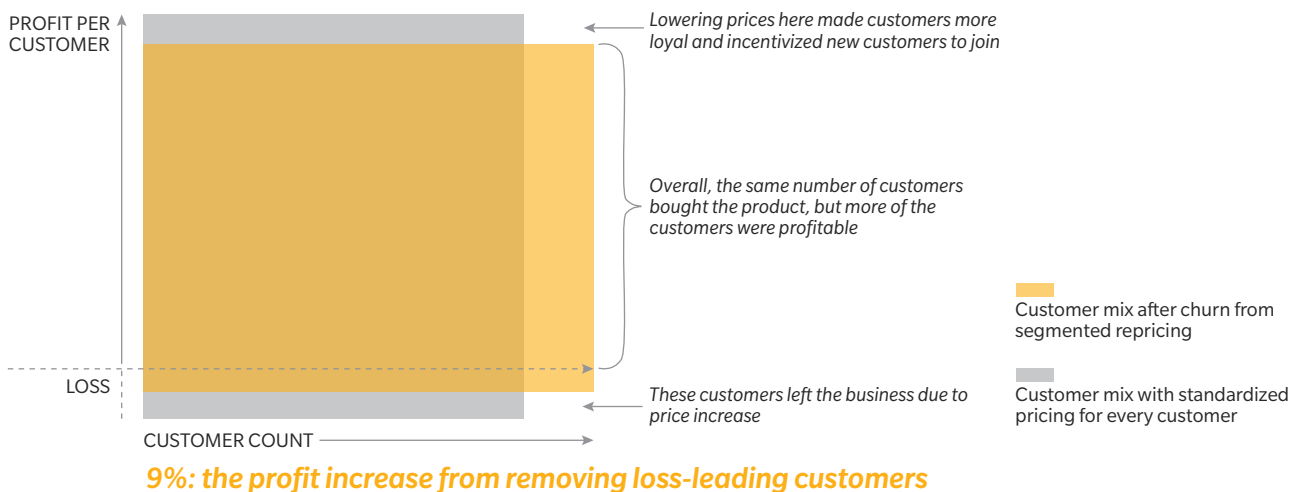 PROFIT PER
CUSTOMER
Lowering prices here made customers more
loyal and incentivized new customers to join
Overall, the same number of customers
bought the product, but more of the
customers were profitable
Customer mix after churn from
segmented repricing
LOSS
These customers left the business due to
price increase
Customer mix with standardized
pricing for every customer
CUSTOMER COUNT
9%: the profit increase from removing loss-leading customers